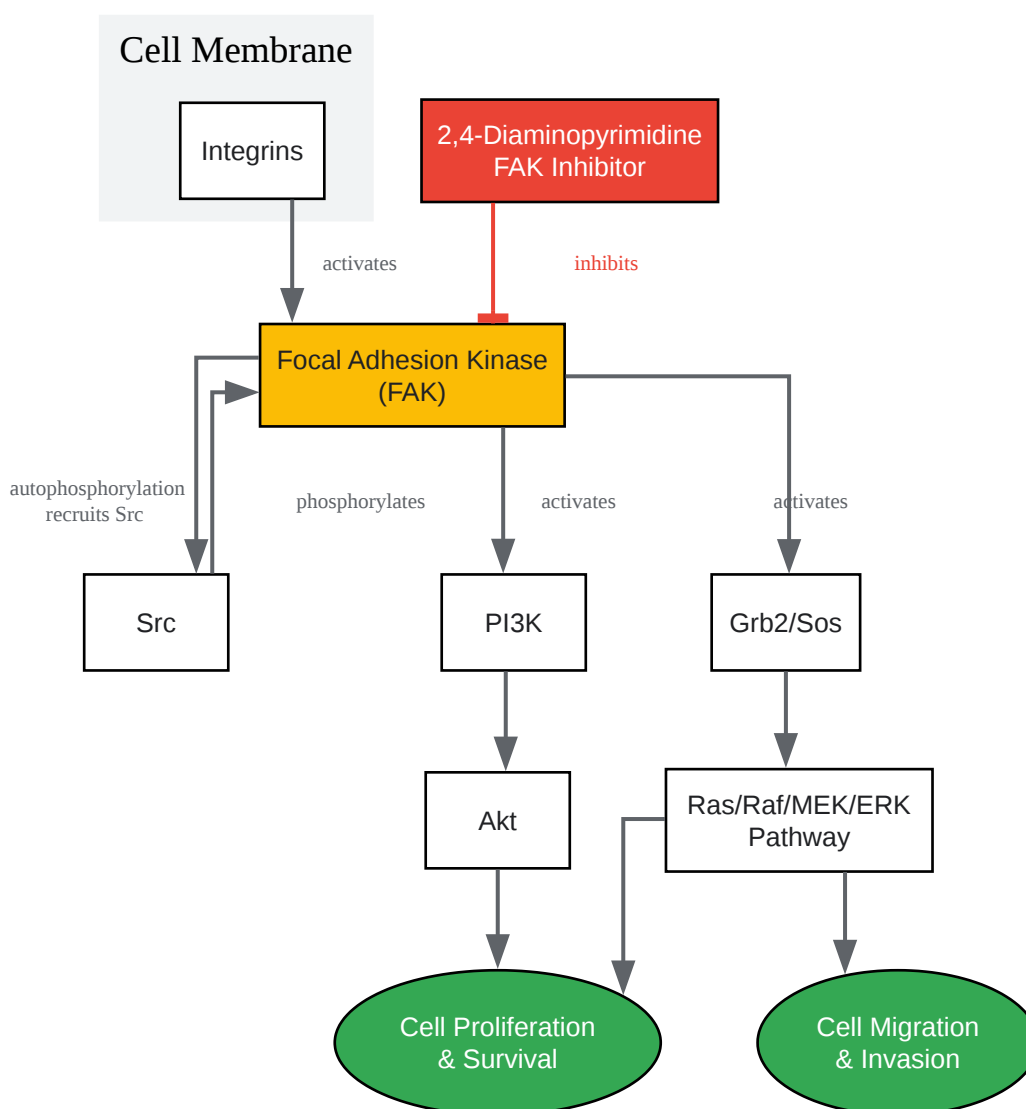 Cell Membrane
Integrins
2,4-Diaminopyrimidine
FAK Inhibitor
activates
inhibits
Focal Adhesion Kinase
(FAK)
autophosphorylation
recruits Src
phosphorylates
activates
activates
Src
PI3K
Grb2/Sos
Akt
Ras/Raf/MEK/ERK
Pathway
Cell Proliferation
& Survival
Cell Migration
& Invasion